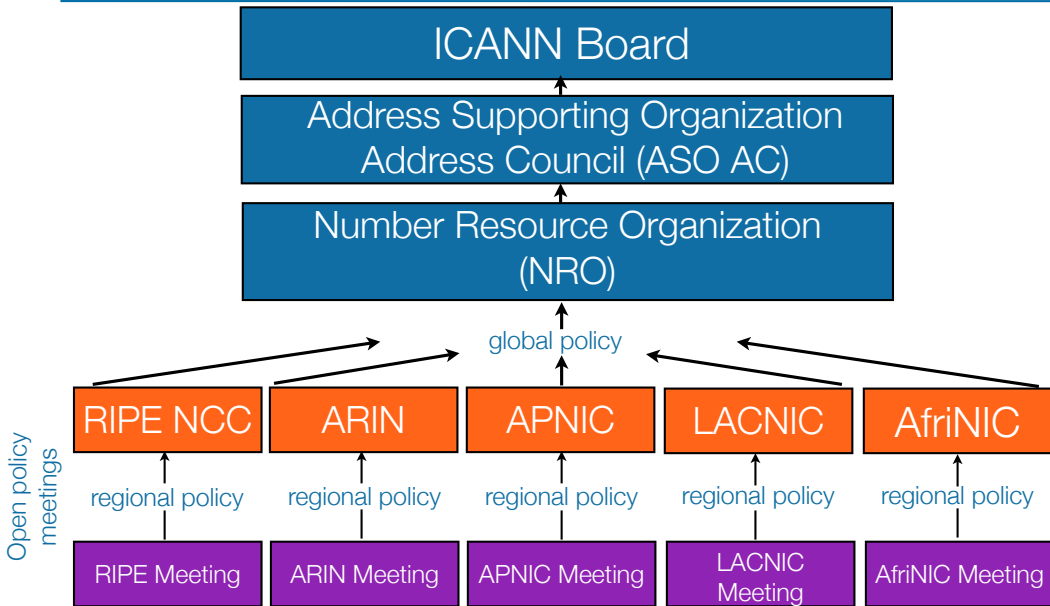 ICANN Board
Address Supporting Organization
Address Council (ASO AC)
Number Resource Organization
(NRO)
global policy
RIPE NCC
ARIN
APNIC
LACNIC
AfriNIC
Open policy
meetings
regional policy
regional policy
regional policy
regional policy
regional policy
RIPE Meeting
ARIN Meeting
APNIC Meeting
LACNIC
Meeting
AfriNIC Meeting